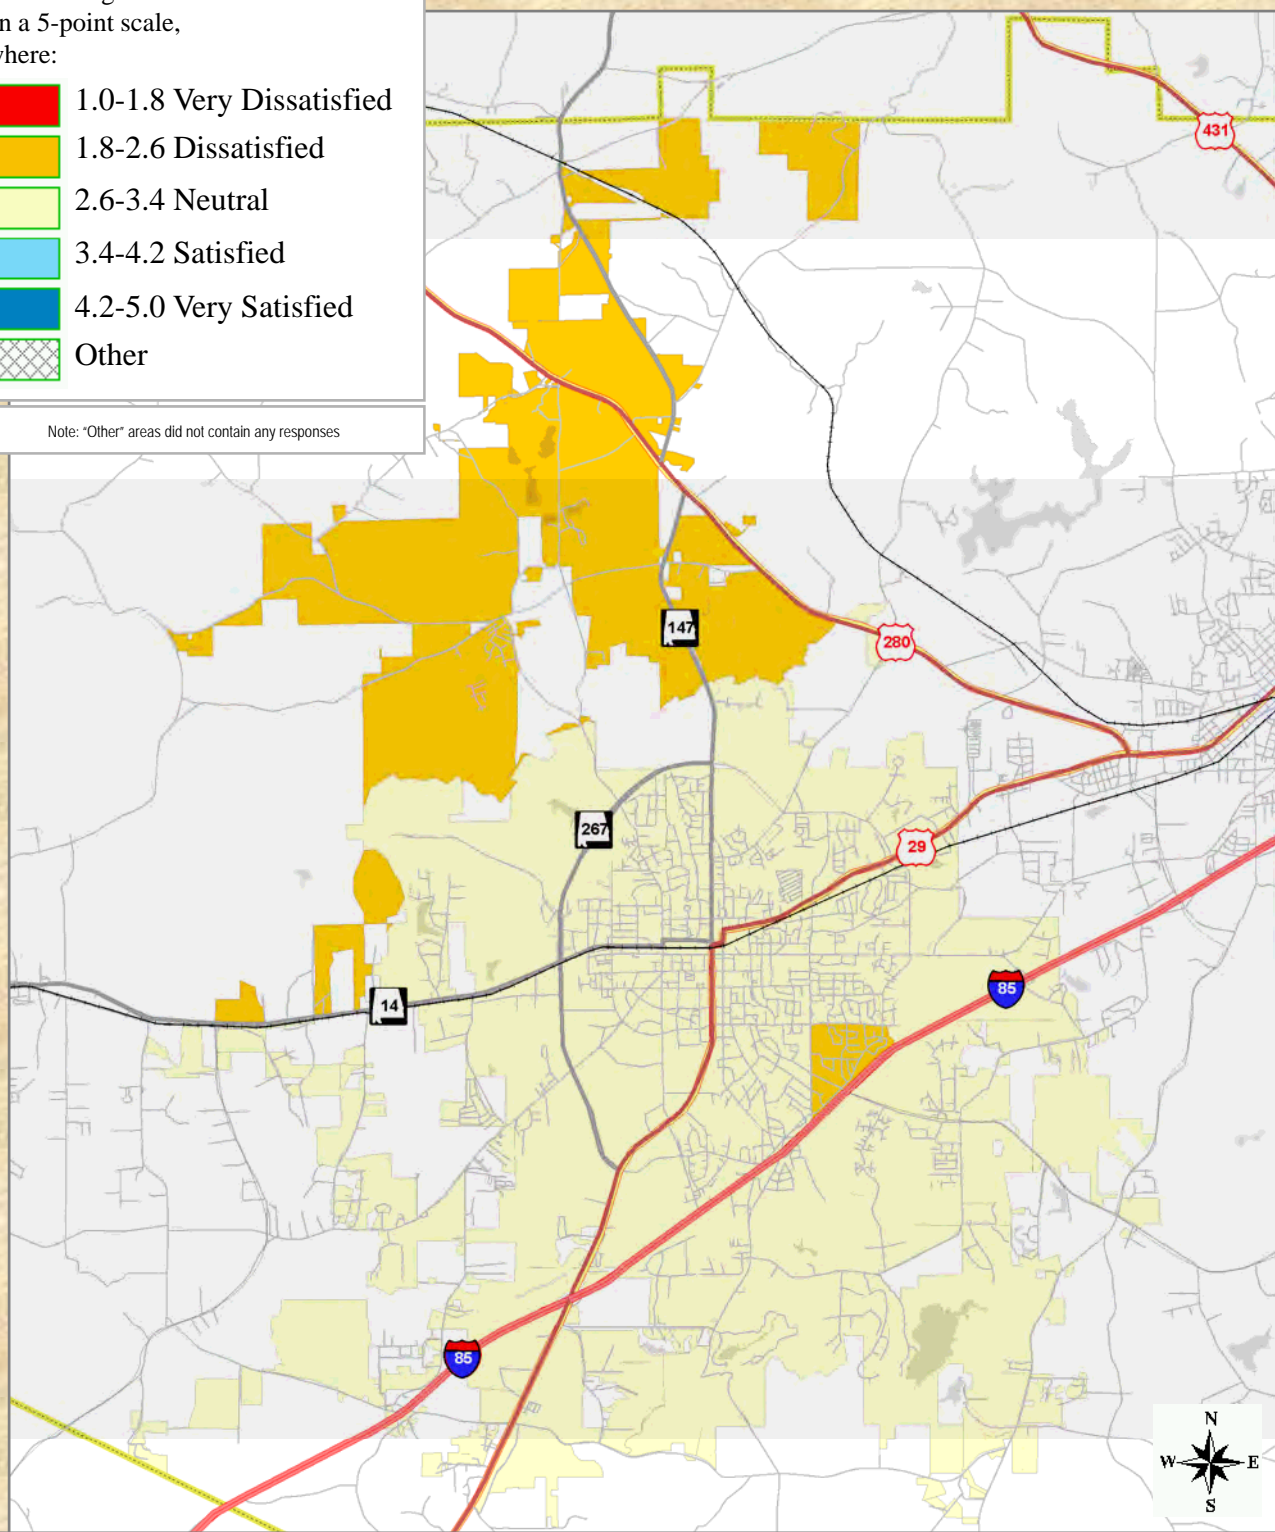 n a 5-point scale,
where:
1.0-1.8 Very Dissatisfied
1.8-2.6 Dissatisfied
2.6-3.4 Neutral
3.4-4.2 Satisfied
4.2-5.0 Very Satisfied
Other
Note: "Other" areas did not contain any responses
431
147
280
267
29
85
14
85
N
W E
S